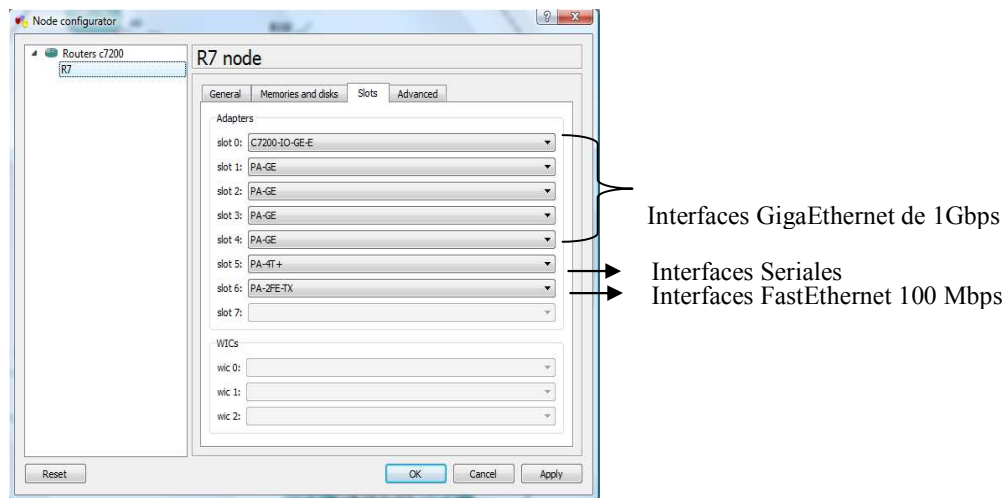 Node configurator
Routers c7200
R7
R7 node
General Memories and disks Slots Advanced
Adapters
slot 0: C7200-IO-GE-E
slot 1: PA-GE
slot 2: PA-GE
slot 3: PA-GE
slot 4: PA-GE
slot 5: PA-4T+
slot 6: PA-2FE-TX
slot 7:
WICs
wic 0:
wic 1:
wic 2:
Reset OK Cancel Apply
Interfaces GigaEthernet de 1Gbps
Interfaces Seriales
Interfaces FastEthernet 100 Mbps